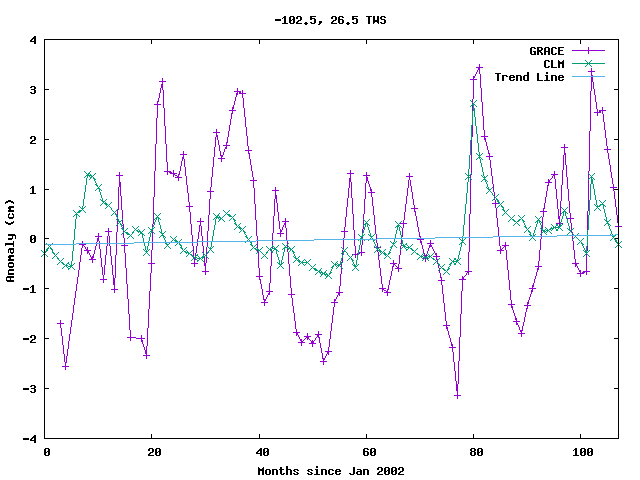 -102.5, 26.5 TWS
GRACE
CLM
Trend Line
4
3
2
1
0
-1
-2
-3
-4
Anomaly (cm)
0 20 40 60 80 100
Months since Jan 2002